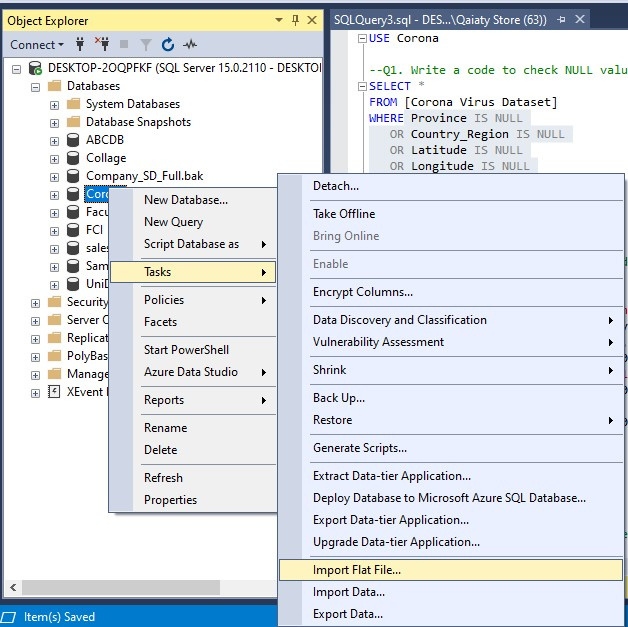 Object Explorer
Connect
DESKTOP-2OQPFKF (SQL Server 15.0.2110 - DESKTOI
Databases
System Databases
Database Snapshots
ABCDB
Collage
Company_SD_Full.bak
Coro
Facu
FCI
sales
Sam
UniD
Security
Server O
Replicat
PolyBas
Manage
XEvent
Item(s) Saved
New Database...
New Query
Script Database as
Tasks
Policies
Facets
Start PowerShell
Azure Data Studio
Reports
Rename
Delete
Refresh
Properties
Detach...
Take Offline
Bring Online
Enable
Encrypt Columns...
Data Discovery and Classification
Vulnerability Assessment
Shrink
Back Up...
Restore
Generate Scripts...
Extract Data-tier Application...
Deploy Database to Microsoft Azure SQL Database...
Export Data-tier Application...
Upgrade Data-tier Application...
Import Flat File...
Import Data...
Export Data...
SQLQuery3.sql - DES...\Qaiaty Store (63))
USE Corona
--Q1. Write a code to check NULL valu
SELECT *
FROM [Corona Virus Dataset]
WHERE Province IS NULL
OR Country_Region IS NULL
OR Latitude IS NULL
OR Longitude IS NULL